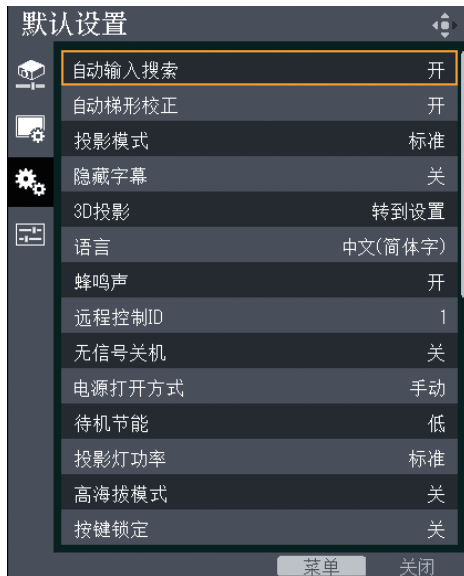 默认设置
自动输入搜索 开
自动梯形校正 开
投影模式 标准
隐藏字幕 关
3D投影 转到设置
语言 中文(简体字)
蜂鸣声 开
远程控制ID 1
无信号关机 关
电源打开方式 手动
待机节能 低
投影灯功率 标准
高海拔模式 关
按键锁定 关
菜单 关闭